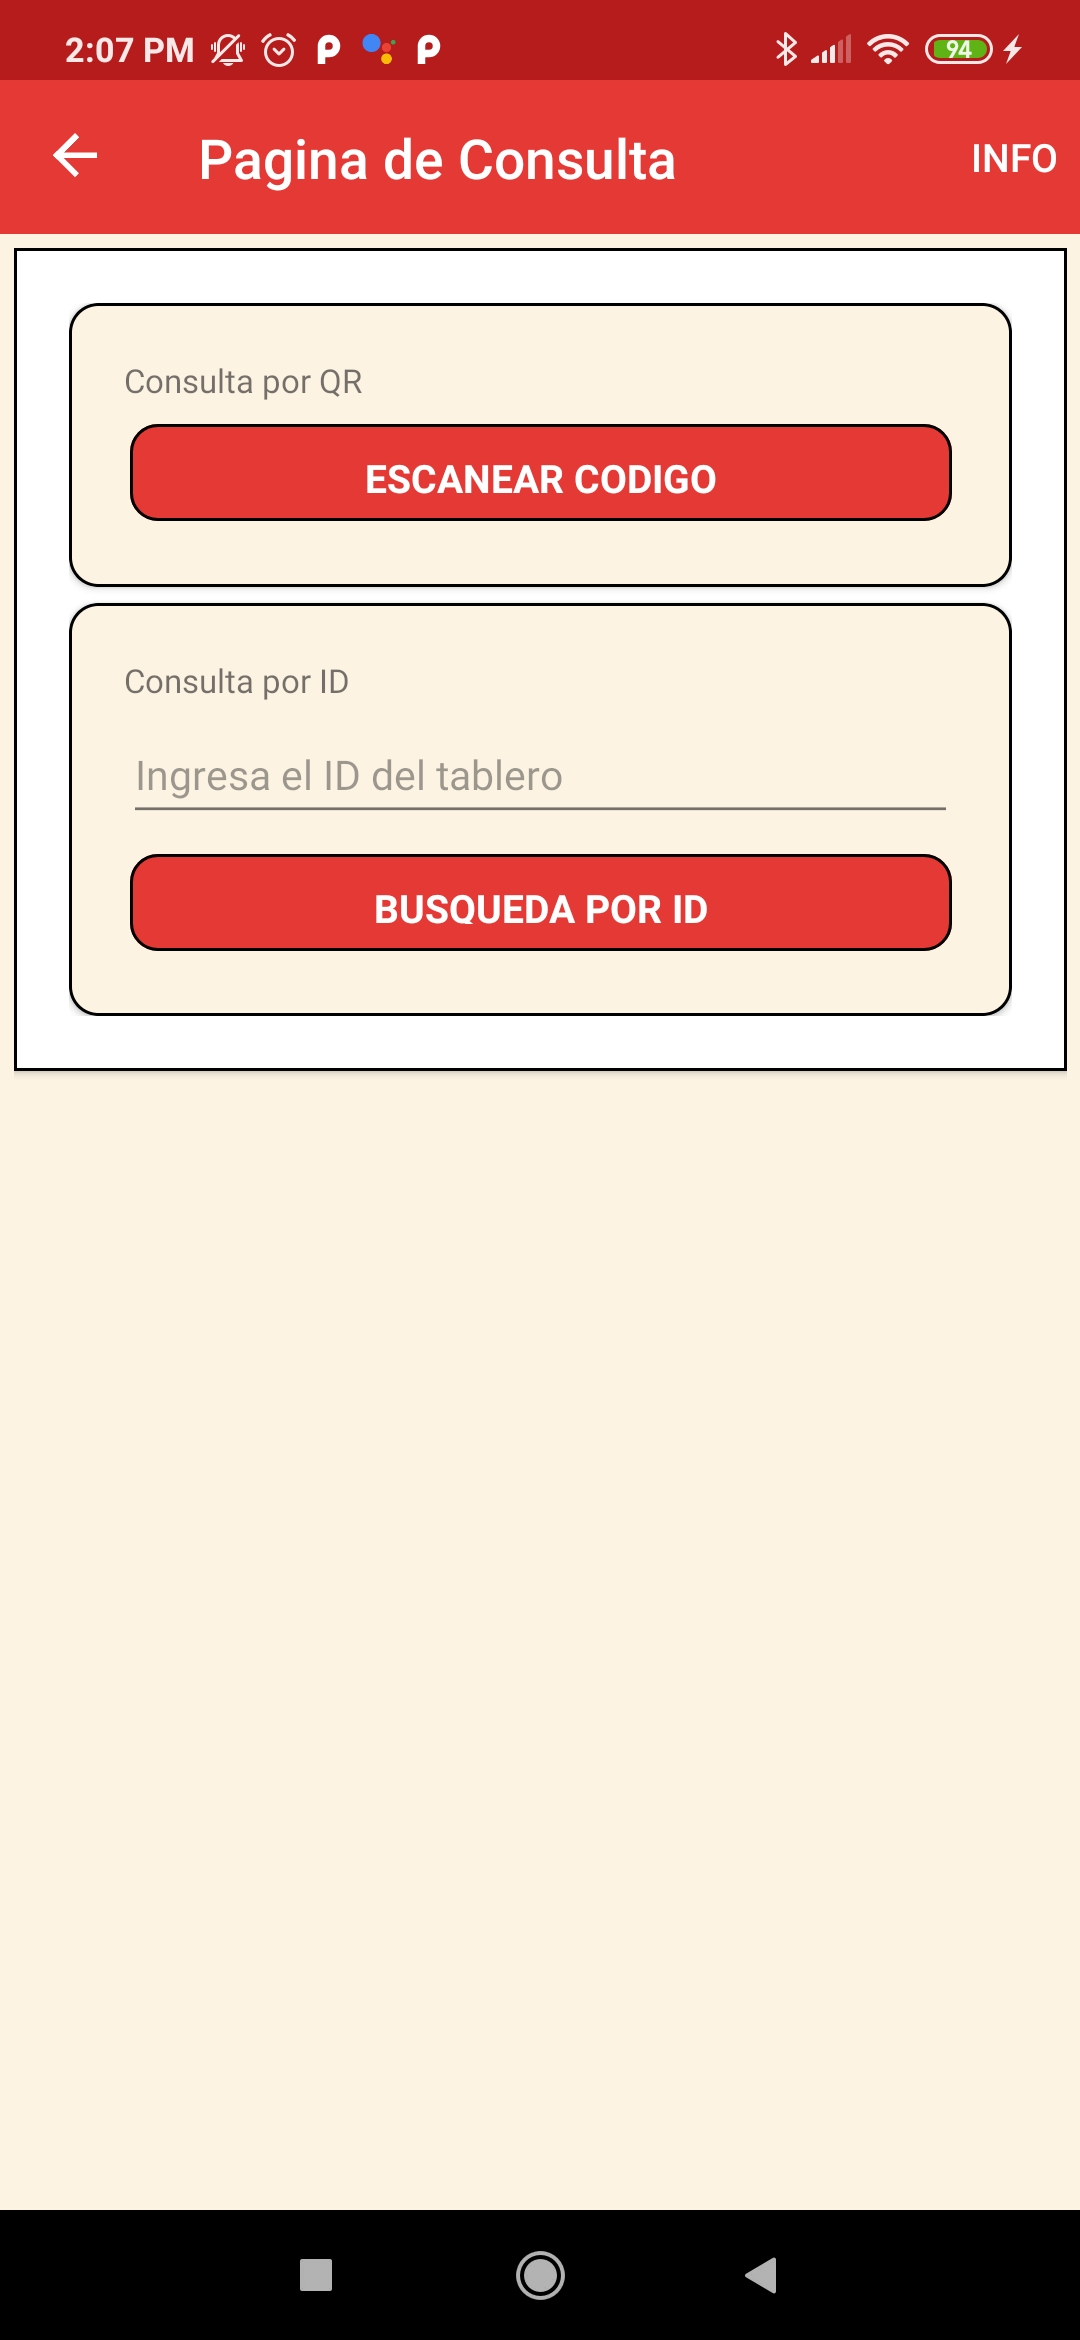 2:07 PM
94
Pagina de Consulta
INFO
Consulta por QR
ESCANEAR CODIGO
Consulta por ID
Ingresa el ID del tablero
BUSQUEDA POR ID